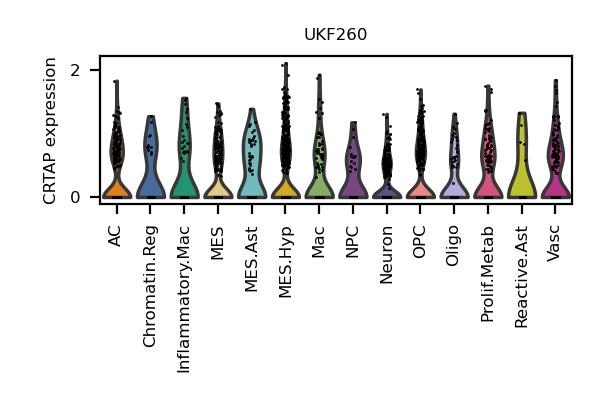 UKF260
CRTAP expression
2
0
AC
Chromatin.Reg
Inflammatory.Mac
MES
MES.Ast
MES.Hyp
Mac
NPC
Neuron
OPC
Oligo
Prolif.Metab
Reactive.Ast
Vasc